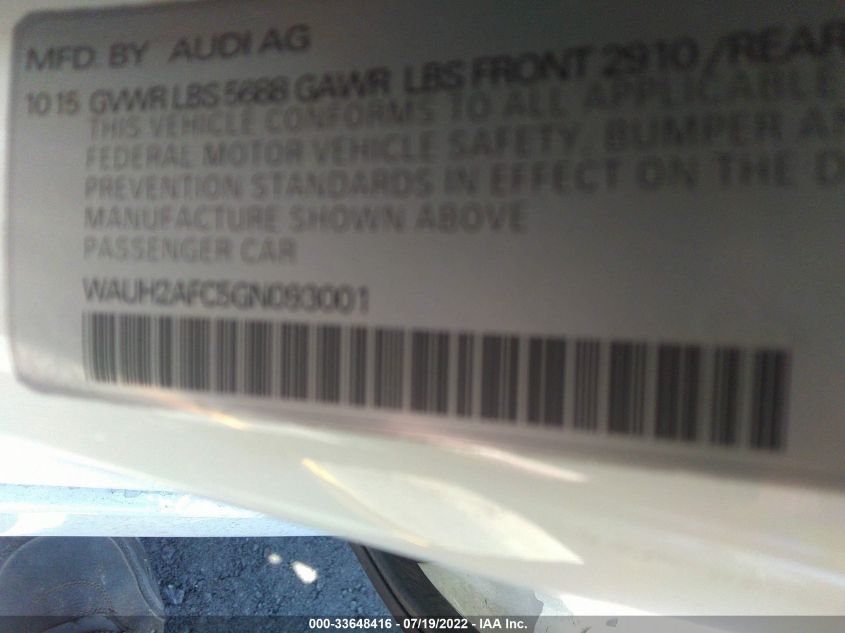 MFD. BY AUDI AG
10 15 GVWR LBS 5688 GAWR LBS FRONT 2910 /REAR
THIS VEHICLE CONFORMS TO ALL APPLICABLE
FEDERAL MOTOR VEHICLE SAFETY, BUMPER AN
PREVENTION STANDARDS IN EFFECT ON THE D
MANUFACTURE SHOWN ABOVE
PASSENGER CAR
WAUH2AFC5GN093001
000-33648416 - 07/19/2022 - IAA Inc.